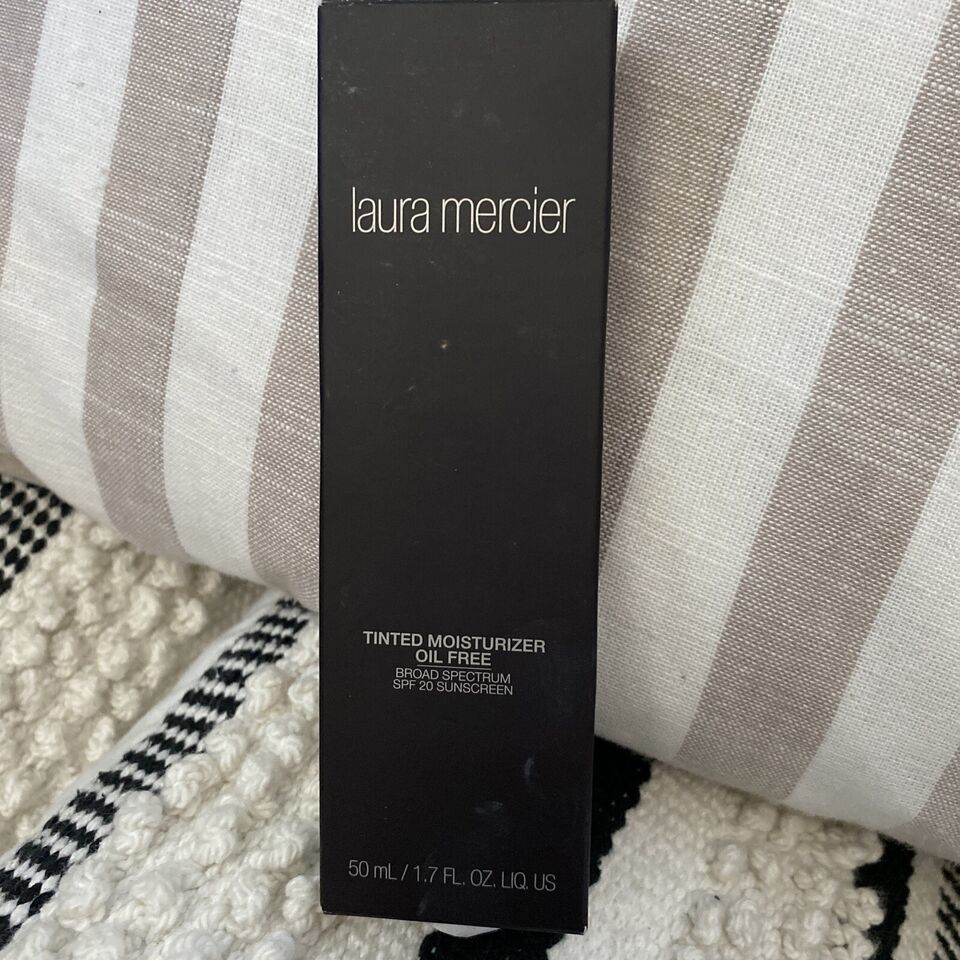 laura mercier
TINTED MOISTURIZER
OIL FREE
BROAD SPECTRUM
SPF 20 SUNSCREEN
50 mL / 1.7 FL. OZ. LIQ. US